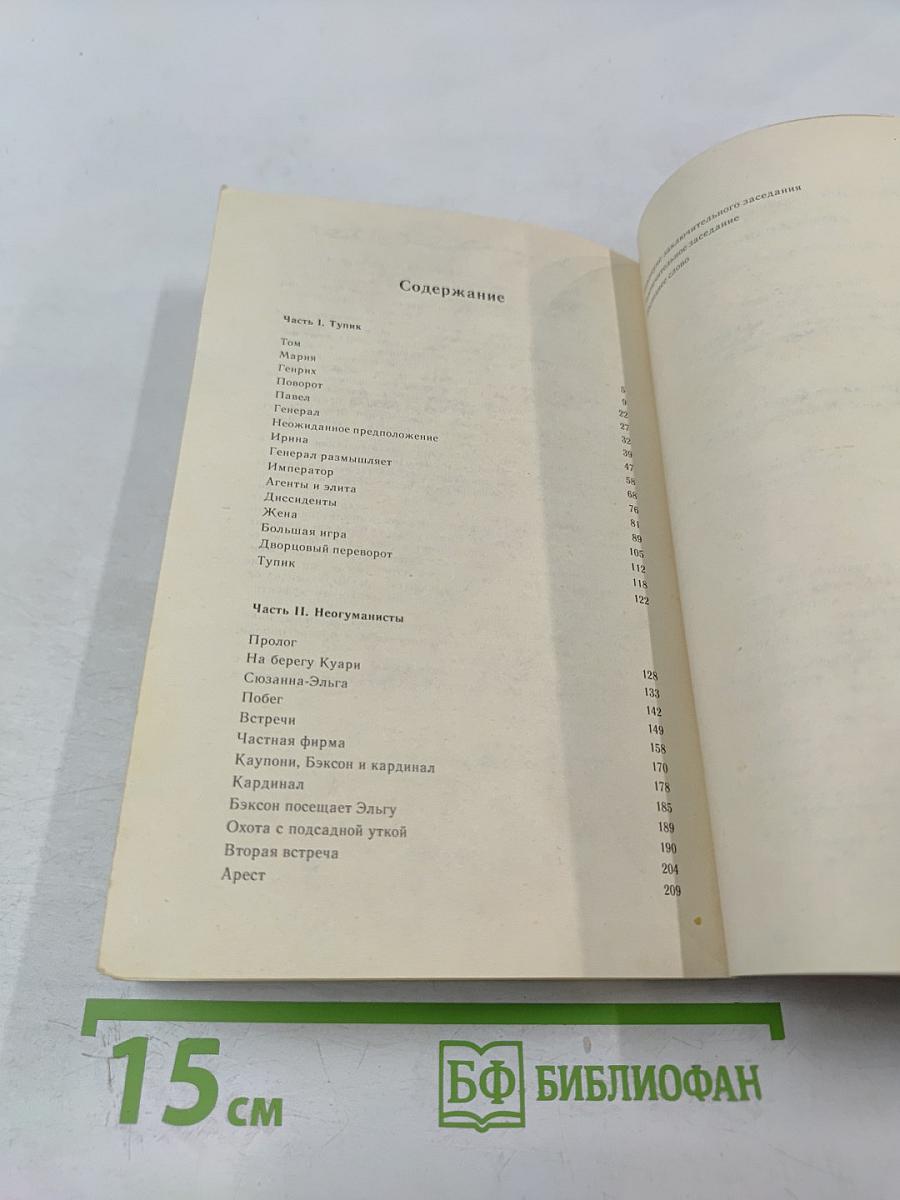 Содержание
Часть I. Тупик
Том 5
Мария 9
Генрих 22
Поворот 27
Павел 32
Генерал 39
Неожиданное предположение 47
Ирина 58
Генерал размышляет 68
Император 76
Агенты и элита 81
Диссиденты 89
Жена 105
Большая игра 112
Дворцовый переворот 118
Тупик 122
Часть II. Неогуманисты
Пролог 128
На берегу Куари 133
Сюзанна-Эльга 142
Побег 149
Встречи 158
Частная фирма 170
Каупони, Бэксон и кардинал 178
Кардинал 185
Бэксон посещает Эльгу 189
Охота с подсадной уткой 190
Вторая встреча 204
Арест 209
заключительного заседания
заседание
слово
15 см
БФ БИБЛИОФАН